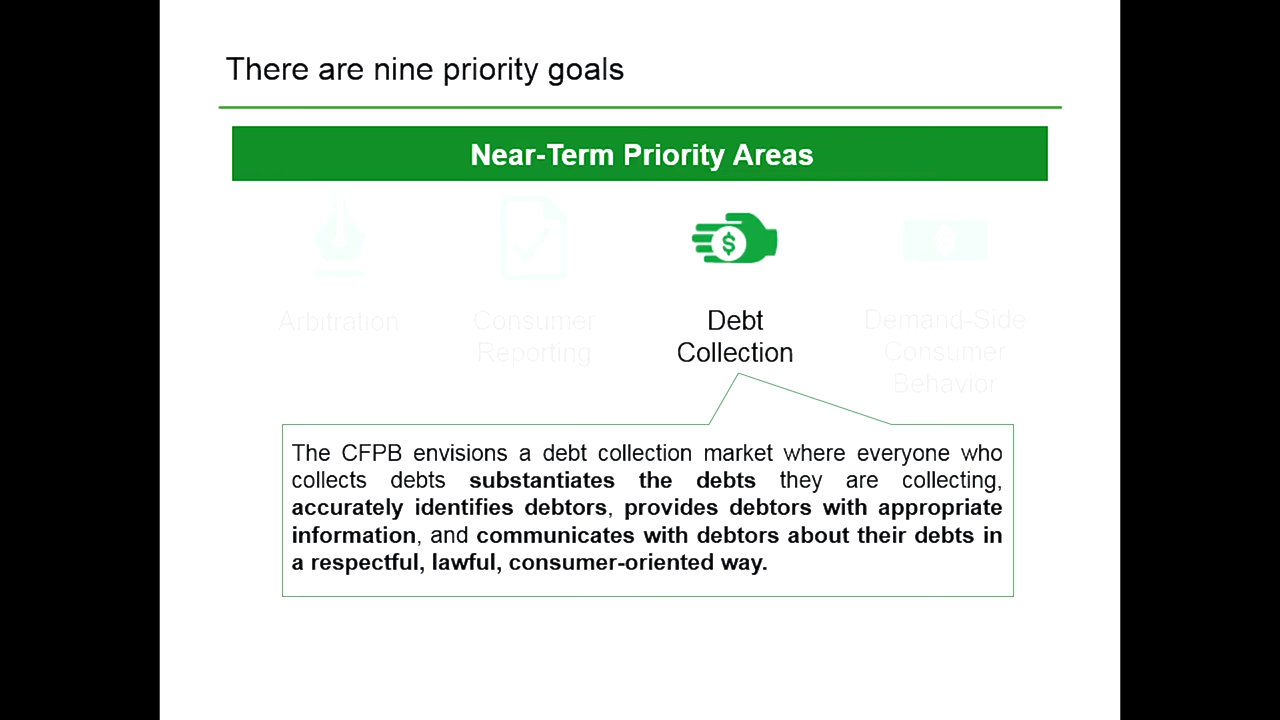 There are nine priority goals
Near-Term Priority Areas
Arbitration
Consumer
Reporting
Debt
Collection
Demand-Side
Consumer
Behavior
The CFPB envisions a debt collection market where everyone who
collects debts substantiates the debts they are collecting,
accurately identifies debtors, provides debtors with appropriate
information, and communicates with debtors about their debts in
a respectful, lawful, consumer-oriented way.